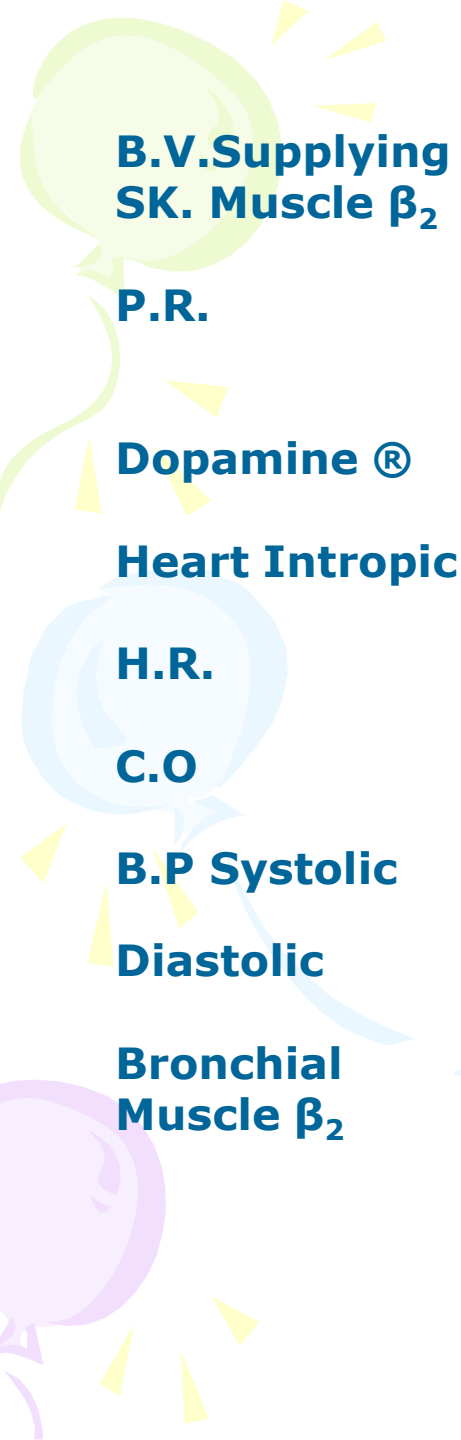 B.V.Supplying
SK. Muscle β₂
P.R.
Dopamine ®
Heart Intropic
H.R.
C.O
B.P Systolic
Diastolic
Bronchial
Muscle β₂